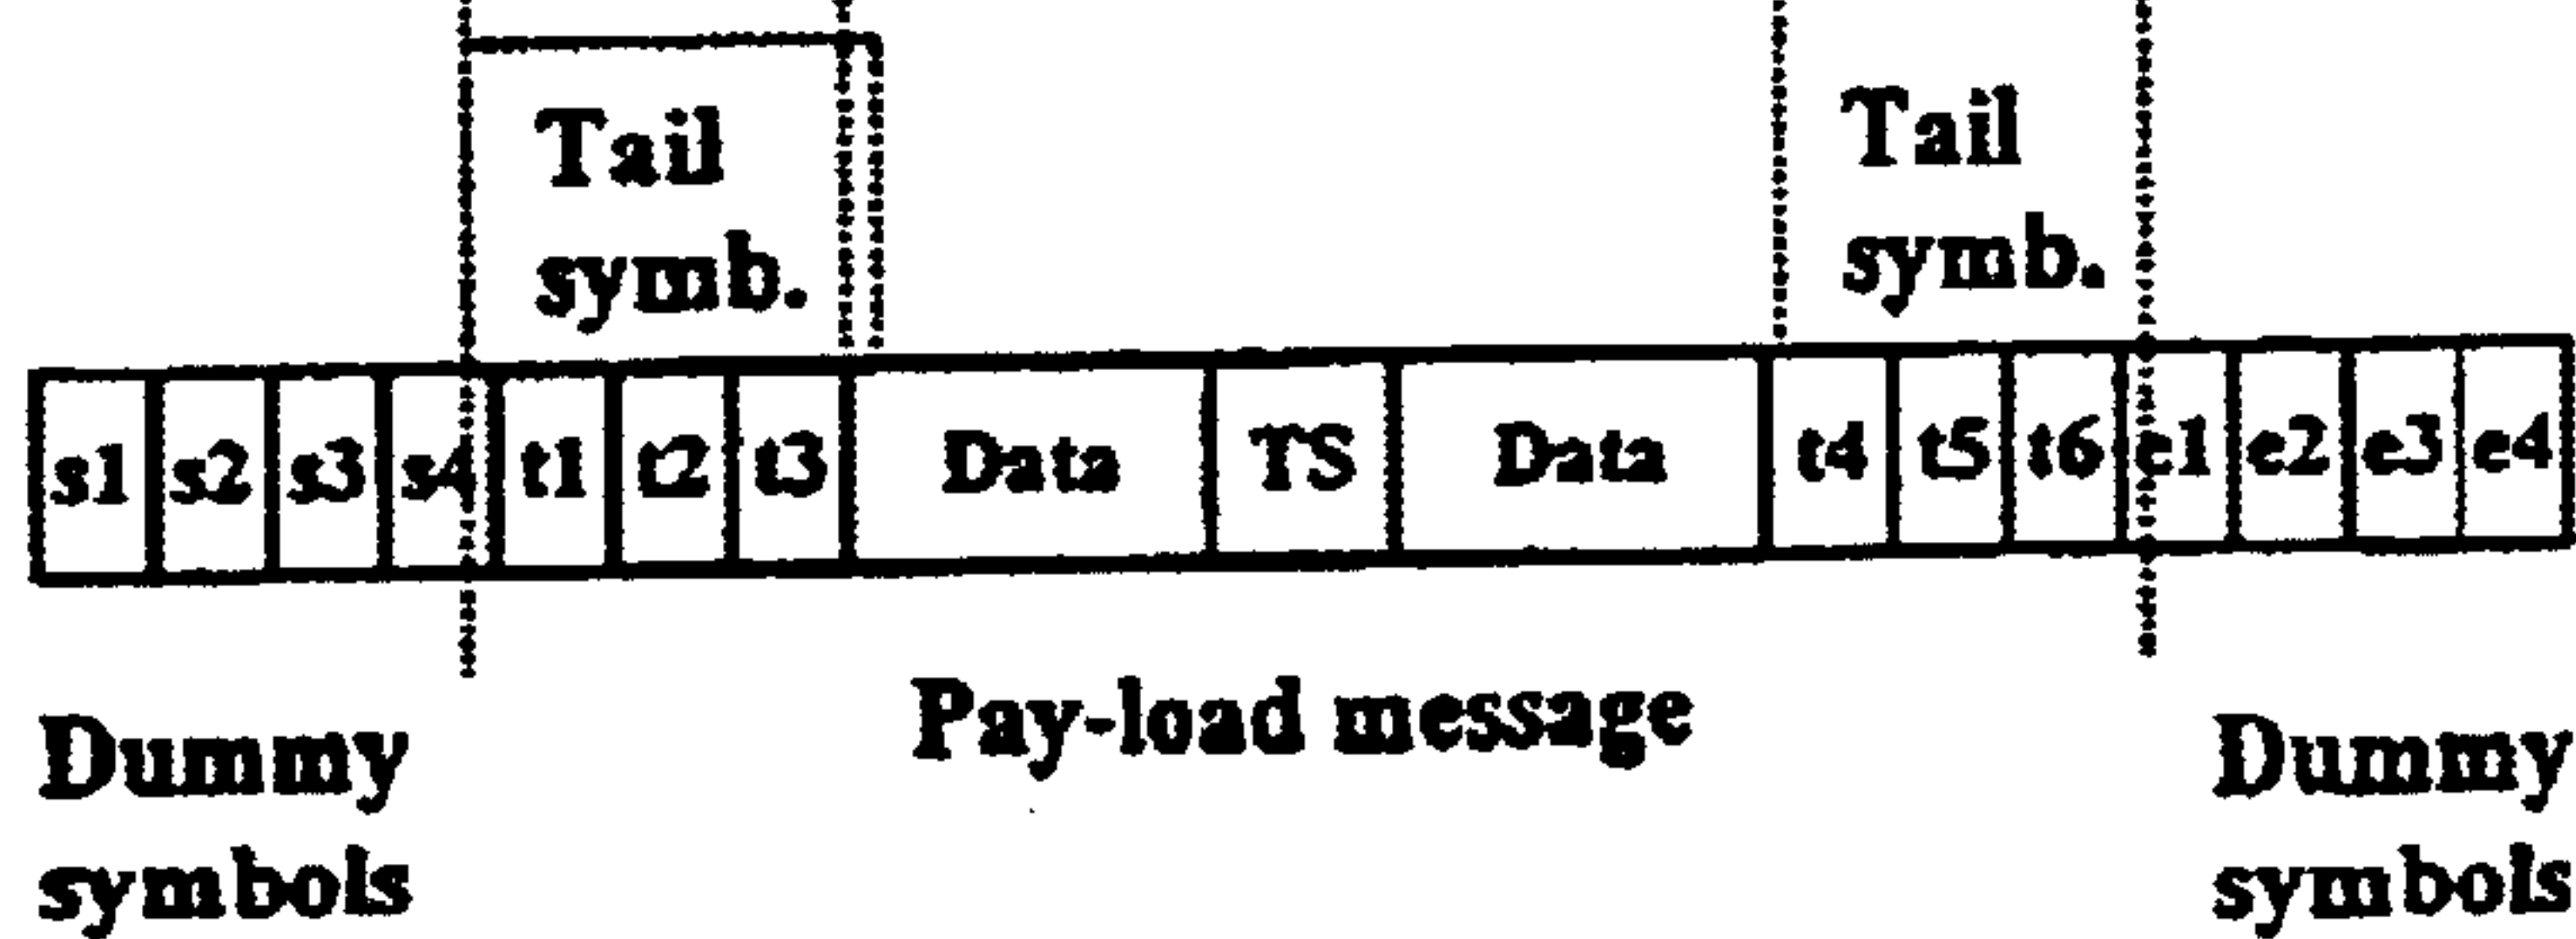 Tail
symb.
Tail
symb.
s1 s2 s3 s4 t1 t2 t3 Data TS Data t4 t5 t6 e1 e2 e3 e4
Pay-load message
Dummy
symbols
Dummy
symbols